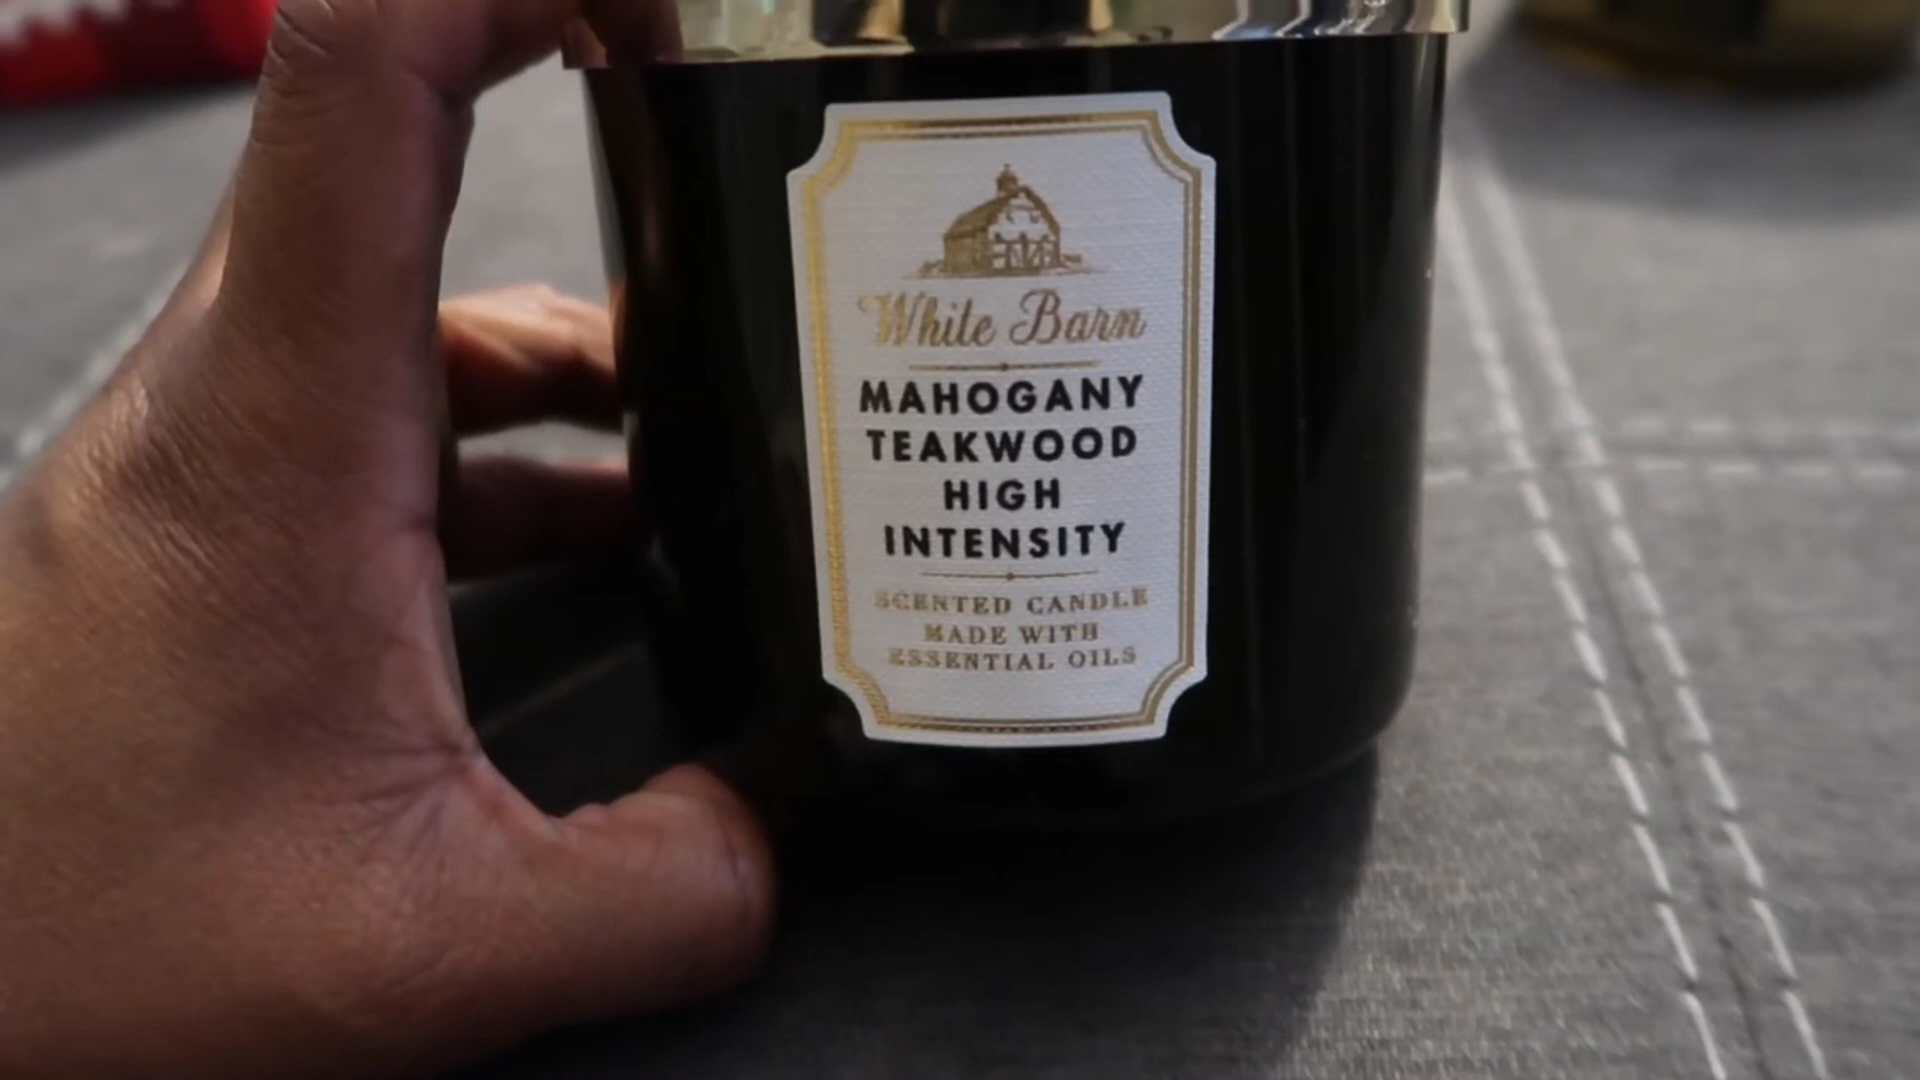 White Barn
MAHOGANY
TEAKWOOD
HIGH
INTENSITY
SCENTED CANDLE
MADE WITH
ESSENTIAL OILS